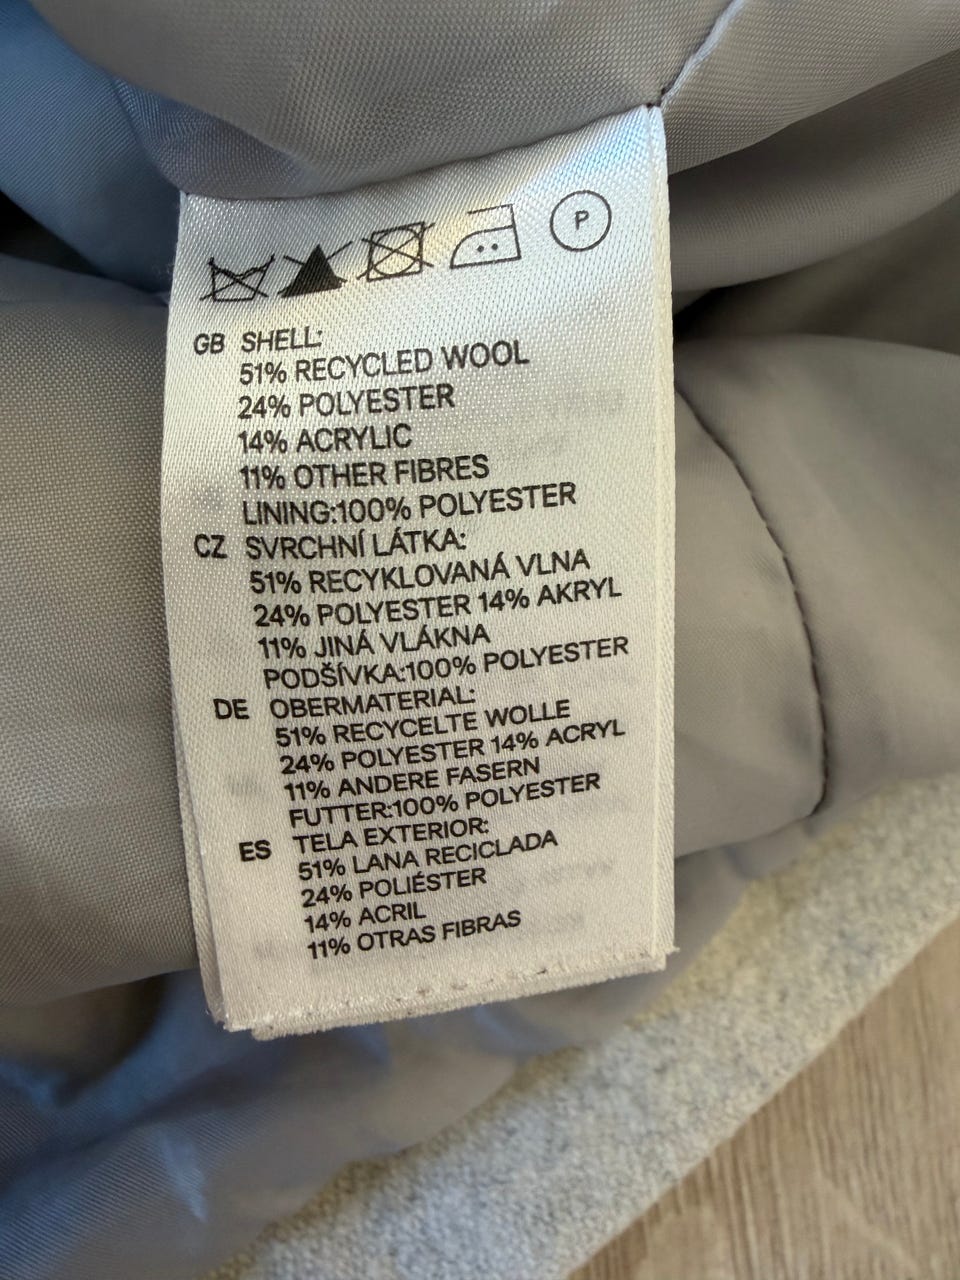 P
GB SHELL:
51% RECYCLED WOOL
24% POLYESTER
14% ACRYLIC
11% OTHER FIBRES
LINING:100% POLYESTER
CZ SVRCHNÍ LÁTKA:
51% RECYKLOVANÁ VLNA
24% POLYESTER 14% AKRYL
11% JINÁ VLÁKNA
PODŠÍVKA:100% POLYESTER
DE OBERMATERIAL:
51% RECYCELTE WOLLE
24% POLYESTER 14% ACRYL
11% ANDERE FASERN
FUTTER:100% POLYESTER
ES TELA EXTERIOR:
51% LANA RECICLADA
24% POLIÉSTER
14% ACRIL
11% OTRAS FIBRAS